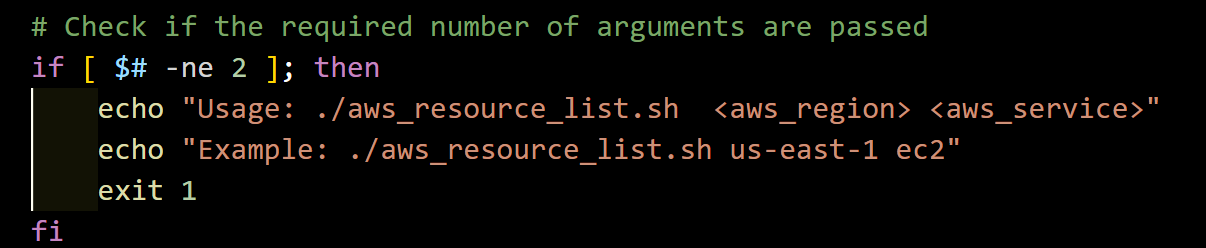 # Check if the required number of arguments are passed
if [ $# -ne 2 ]; then
    echo "Usage: ./aws_resource_list.sh  <aws_region> <aws_service>"
    echo "Example: ./aws_resource_list.sh us-east-1 ec2"
    exit 1
fi